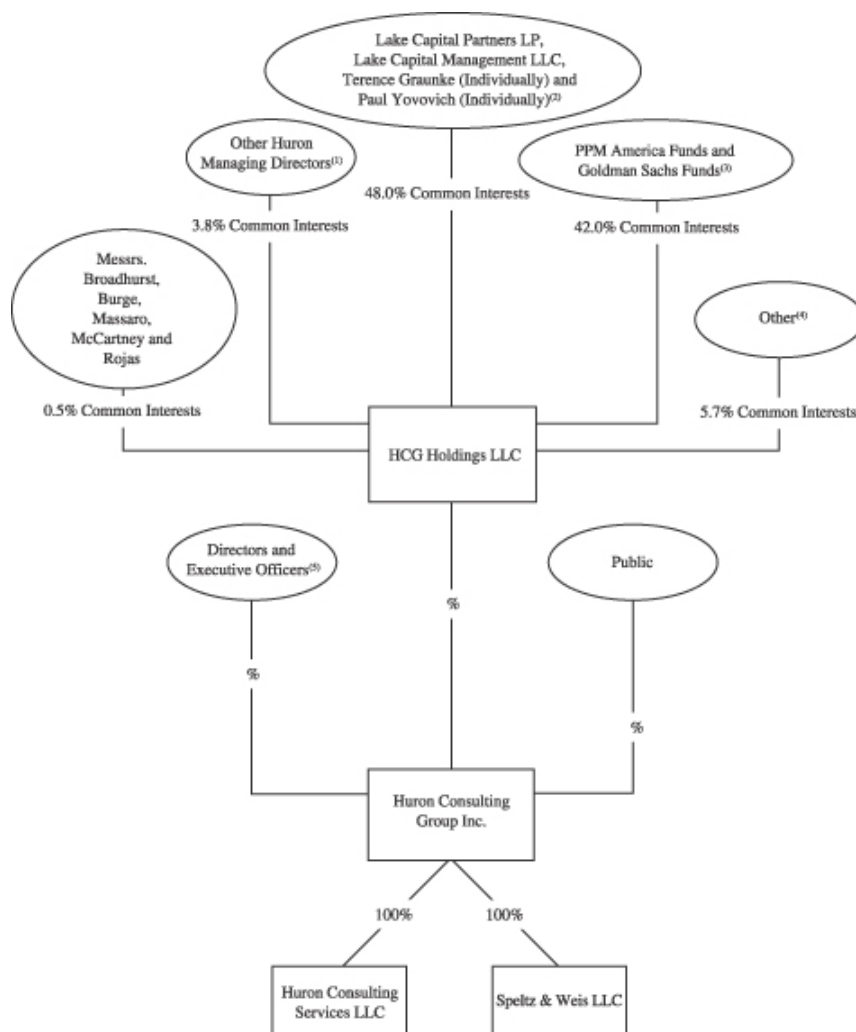 Lake Capital Partners LP,
Lake Capital Management LLC,
Terence Graunke (Individually) and
Paul Yovovich (Individually)(2)
Other Huron
Managing Directors(1)
PPM America Funds and
Goldman Sachs Funds(3)
48.0% Common Interests
3.8% Common Interests
42.0% Common Interests
Messrs.
Broadhurst,
Burge,
Massaro,
McCartney and
Rojas
Other(4)
0.5% Common Interests
5.7% Common Interests
HCG Holdings LLC
Directors and
Executive Officers(5)
Public
%
%
%
Huron Consulting
Group Inc.
100%
100%
Huron Consulting
Services LLC
Speltz & Weis LLC